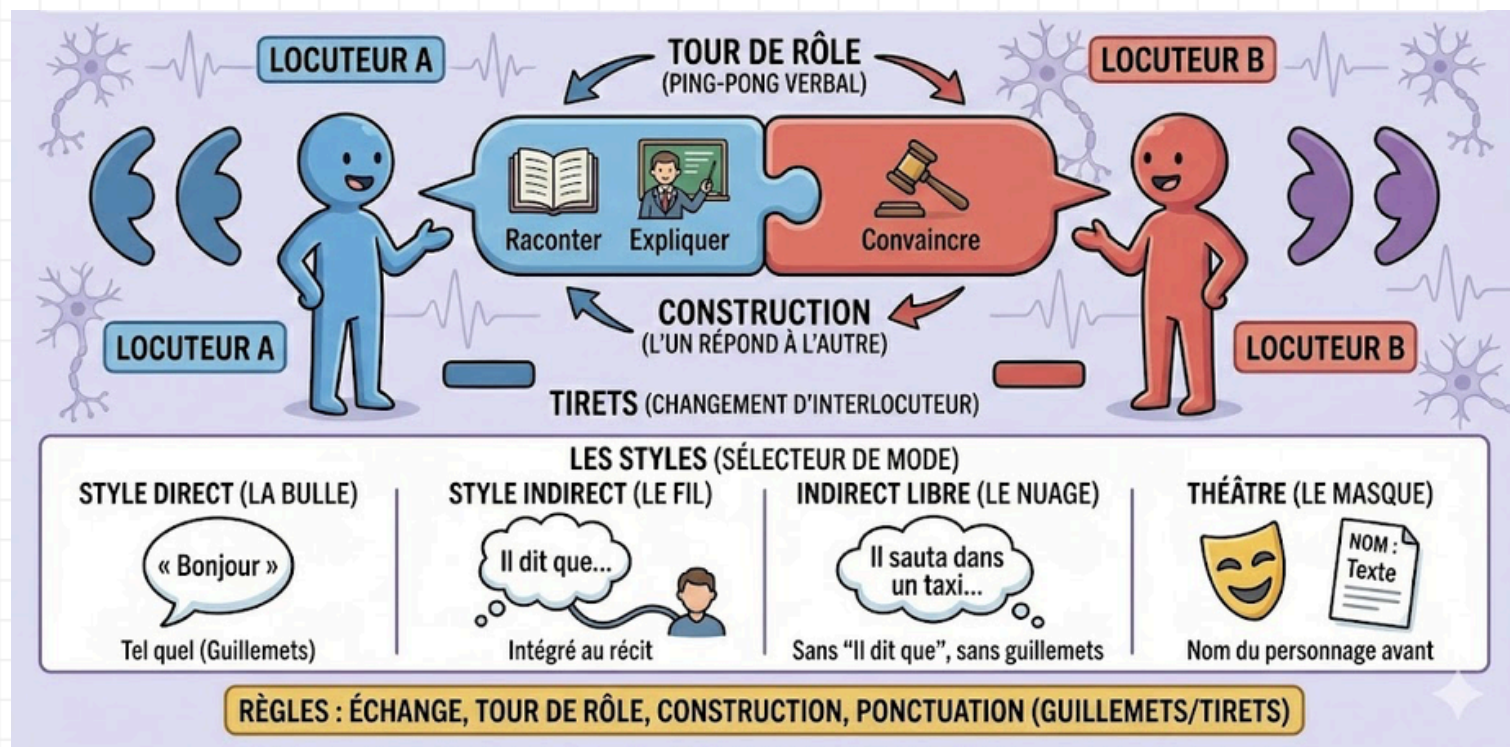 LOCUTEUR A
TOUR DE RÔLE
(PING-PONG VERBAL)
LOCUTEUR B
Raconter
Expliquer
Convaincre
CONSTRUCTION
(L'UN RÉPOND À L'AUTRE)
LOCUTEUR A
LOCUTEUR B
TIRETS (CHANGEMENT D'INTERLOCUTEUR)
LES STYLES (SÉLECTEUR DE MODE)
STYLE DIRECT (LA BULLE)
« Bonjour »
Tel quel (Guillemets)
STYLE INDIRECT (LE FIL)
Il dit que...
Intégré au récit
INDIRECT LIBRE (LE NUAGE)
Il sauta dans
un taxi...
Sans "Il dit que", sans guillemets
THÉÂTRE (LE MASQUE)
NOM :
Texte
Nom du personnage avant
RÈGLES : ÉCHANGE, TOUR DE RÔLE, CONSTRUCTION, PONCTUATION (GUILLEMETS/TIRETS)